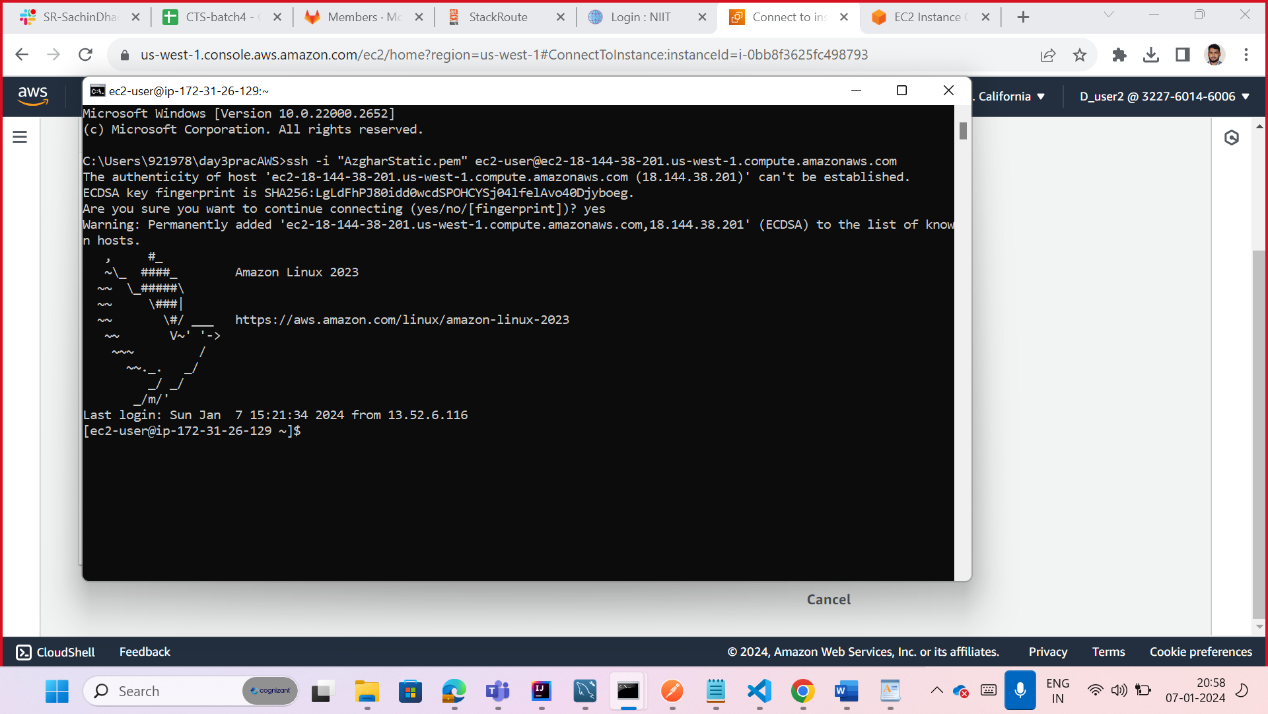 SR-SachinDha
CTS-batch4 -
Members · Mo
StackRoute
Login : NIIT
Connect to ins
EC2 Instance
us-west-1.console.aws.amazon.com/ec2/home?region=us-west-1#ConnectToInstance:instanceId=i-0bb8f3625fc498793
aws
ec2-user@ip-172-31-26-129:~
. California ▼
D_user2 @ 3227-6014-6006 ▼
Microsoft Windows [Version 10.0.22000.2652]
(c) Microsoft Corporation. All rights reserved.
C:\Users\921978\day3pracAWS>ssh -i "AzgharStatic.pem" ec2-user@ec2-18-144-38-201.us-west-1.compute.amazonaws.com
The authenticity of host 'ec2-18-144-38-201.us-west-1.compute.amazonaws.com (18.144.38.201)' can't be established.
ECDSA key fingerprint is SHA256:LgLdFhPJ80idd0wcdSPOHCYSj04lfelAvo40Djyboeg.
Are you sure you want to continue connecting (yes/no/[fingerprint])? yes
Warning: Permanently added 'ec2-18-144-38-201.us-west-1.compute.amazonaws.com,18.144.38.201' (ECDSA) to the list of know
n hosts.
   ,     #_
   ~\_  ####_        Amazon Linux 2023
  ~~  \_#####\
  ~~     \###|
  ~~       \#/ ___   https://aws.amazon.com/linux/amazon-linux-2023
   ~~       V~' '->
    ~~~         /
      ~~._.   _/
         _/ _/
       _/m/'
Last login: Sun Jan  7 15:21:34 2024 from 13.52.6.116
[ec2-user@ip-172-31-26-129 ~]$
Cancel
CloudShell
Feedback
© 2024, Amazon Web Services, Inc. or its affiliates.
Privacy
Terms
Cookie preferences
Search
cognizant
ENG
IN
20:58
07-01-2024